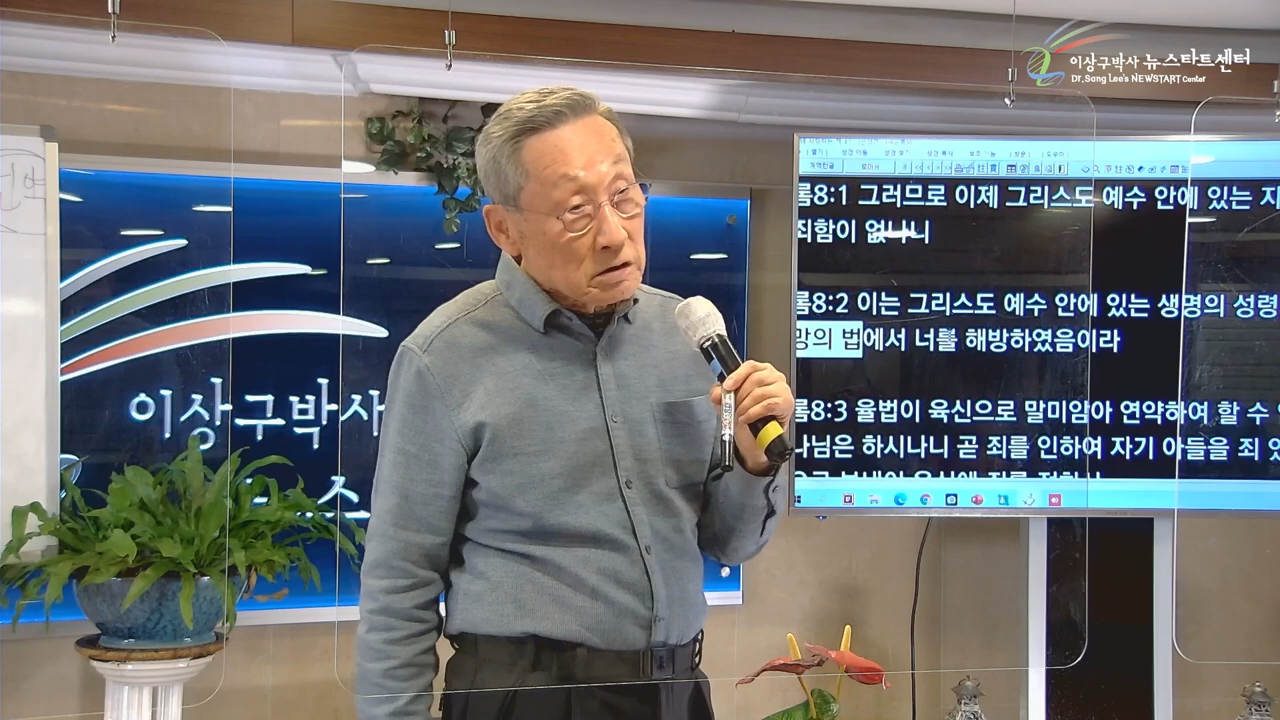 이상구박사 뉴스타트센터
Dr. Sang Lee's NEWSTART Center
이상구박사
스
롬8:1 그러므로 이제 그리스도 예수 안에 있는
죄함이 없나니
롬8:2 이는 그리스도 예수 안에 있는 생명의 성령
망의 법에서 너를 해방하였음이라
롬8:3 율법이 육신으로 말미암아 연약하여 할 수
나님은 하시나니 곧 죄를 인하여 자기 아들을 죄